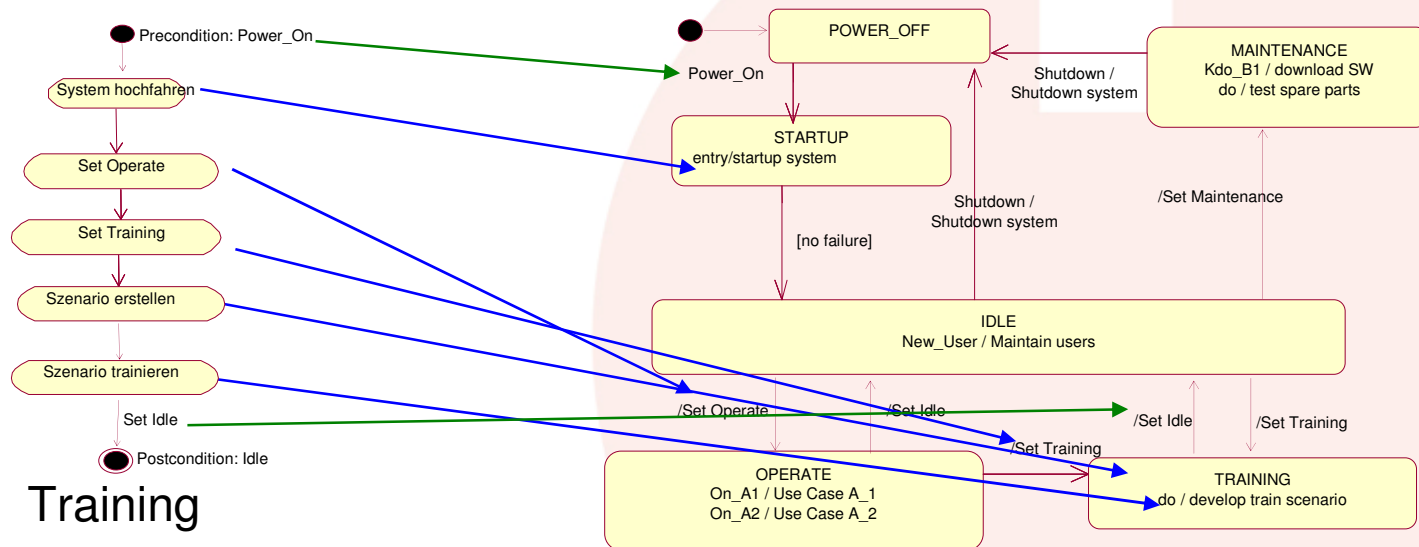 Precondition: Power_On
System hochfahren
Set Operate
Set Training
Szenario erstellen
Szenario trainieren
Set Idle
Postcondition: Idle
Training
POWER_OFF
Power_On
STARTUP
entry/startup system
[no failure]
Shutdown /
Shutdown system
Shutdown /
Shutdown system
MAINTENANCE
Kdo_B1 / download SW
do / test spare parts
/Set Maintenance
IDLE
New_User / Maintain users
/Set Operate
/Set Idle
/Set Training
/Set Idle
/Set Training
OPERATE
On_A1 / Use Case A_1
On_A2 / Use Case A_2
TRAINING
do / develop train scenario